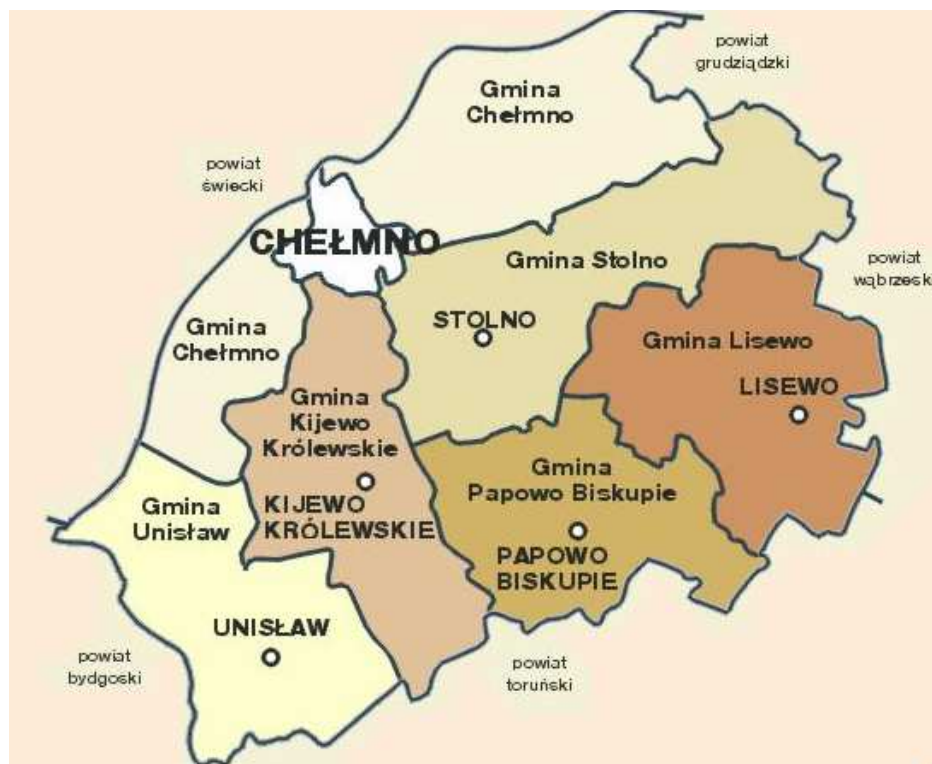 powiat
grudziądzki
Gmina
Chełmno
powiat
świecki
CHEŁMNO
Gmina Stolno
powiat
wąbrzesk
STOLNO
Gmina
Chełmno
Gmina Lisewo
LISEWO
Gmina
Kijewo
Królewskie
Gmina
Papowo Biskupie
Gmina
Unisław
KIJEWO
KRÓLEWSKIE
PAPOWO
BISKUPIE
UNISŁAW
powiat
bydgoski
powiat
toruński